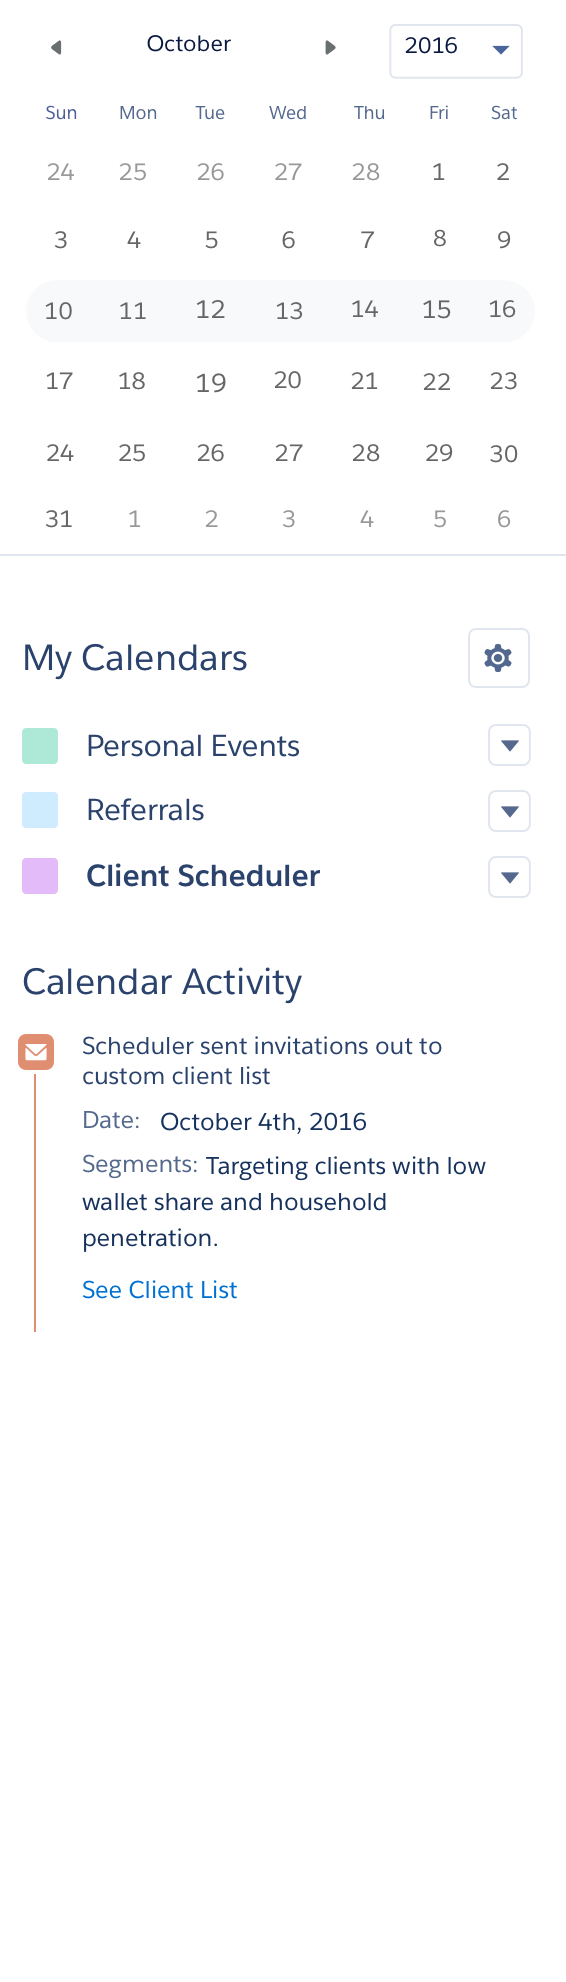 October 2016
Sun Mon Tue Wed Thu Fri Sat
24 25 26 27 28 1 2
3 4 5 6 7 8 9
10 11 12 13 14 15 16
17 18 19 20 21 22 23
24 25 26 27 28 29 30
31 1 2 3 4 5 6
My Calendars
Personal Events
Referrals
Client Scheduler
Calendar Activity
Scheduler sent invitations out to
custom client list
Date: October 4th, 2016
Segments: Targeting clients with low
wallet share and household
penetration.
See Client List